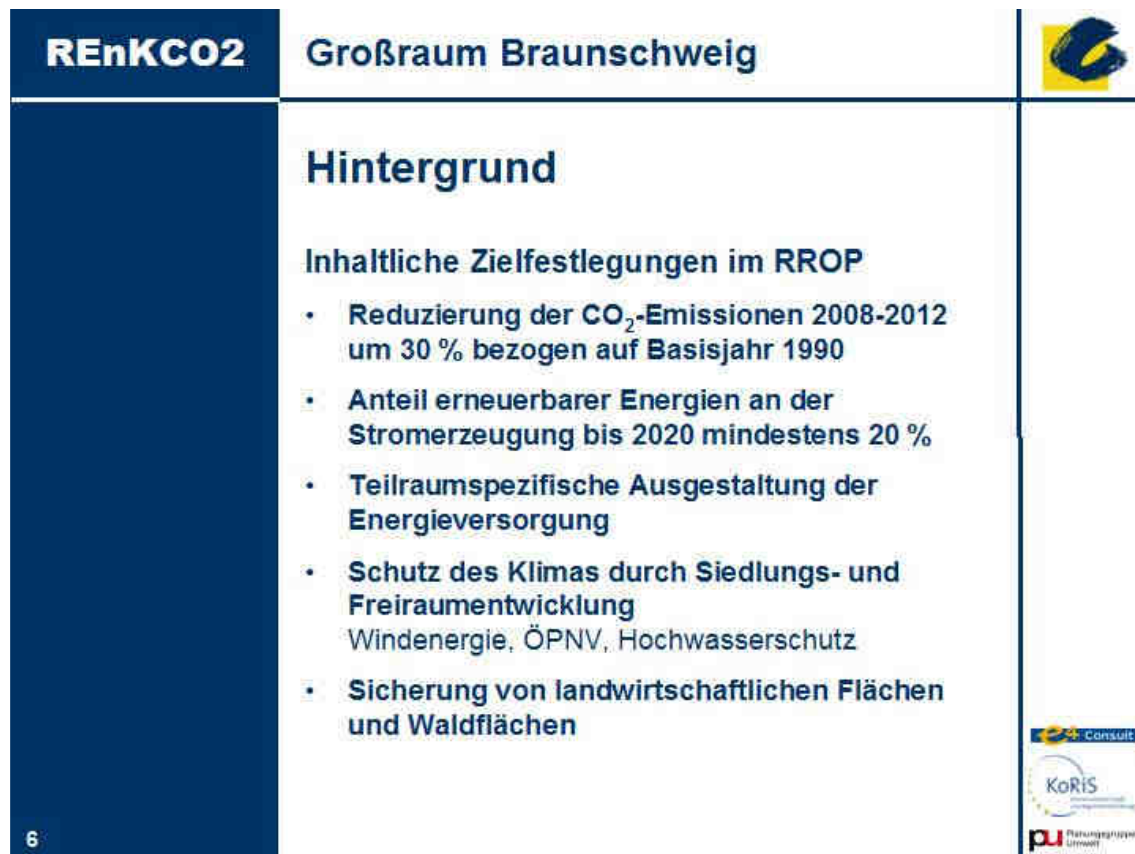 REnKCO2
Großraum Braunschweig
Hintergrund
Inhaltliche Zielfestlegungen im RROP
• Reduzierung der CO₂-Emissionen 2008-2012
um 30 % bezogen auf Basisjahr 1990
• Anteil erneuerbarer Energien an der
Stromerzeugung bis 2020 mindestens 20 %
• Teilraumspezifische Ausgestaltung der
Energieversorgung
• Schutz des Klimas durch Siedlungs- und
Freiraumentwicklung
Windenergie, ÖPNV, Hochwasserschutz
• Sicherung von landwirtschaftlichen Flächen
und Waldflächen
e4 Consult
KoRiS
pu Planungsgruppe
Umwelt
6